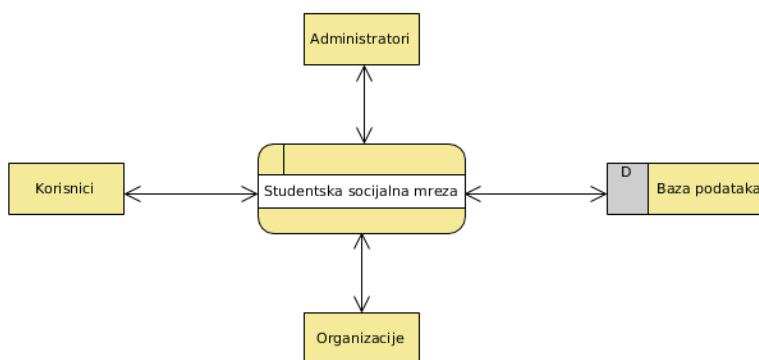 Administratori
Korisnici
Studentska socijalna mreza
D
Baza podataka
Organizacije